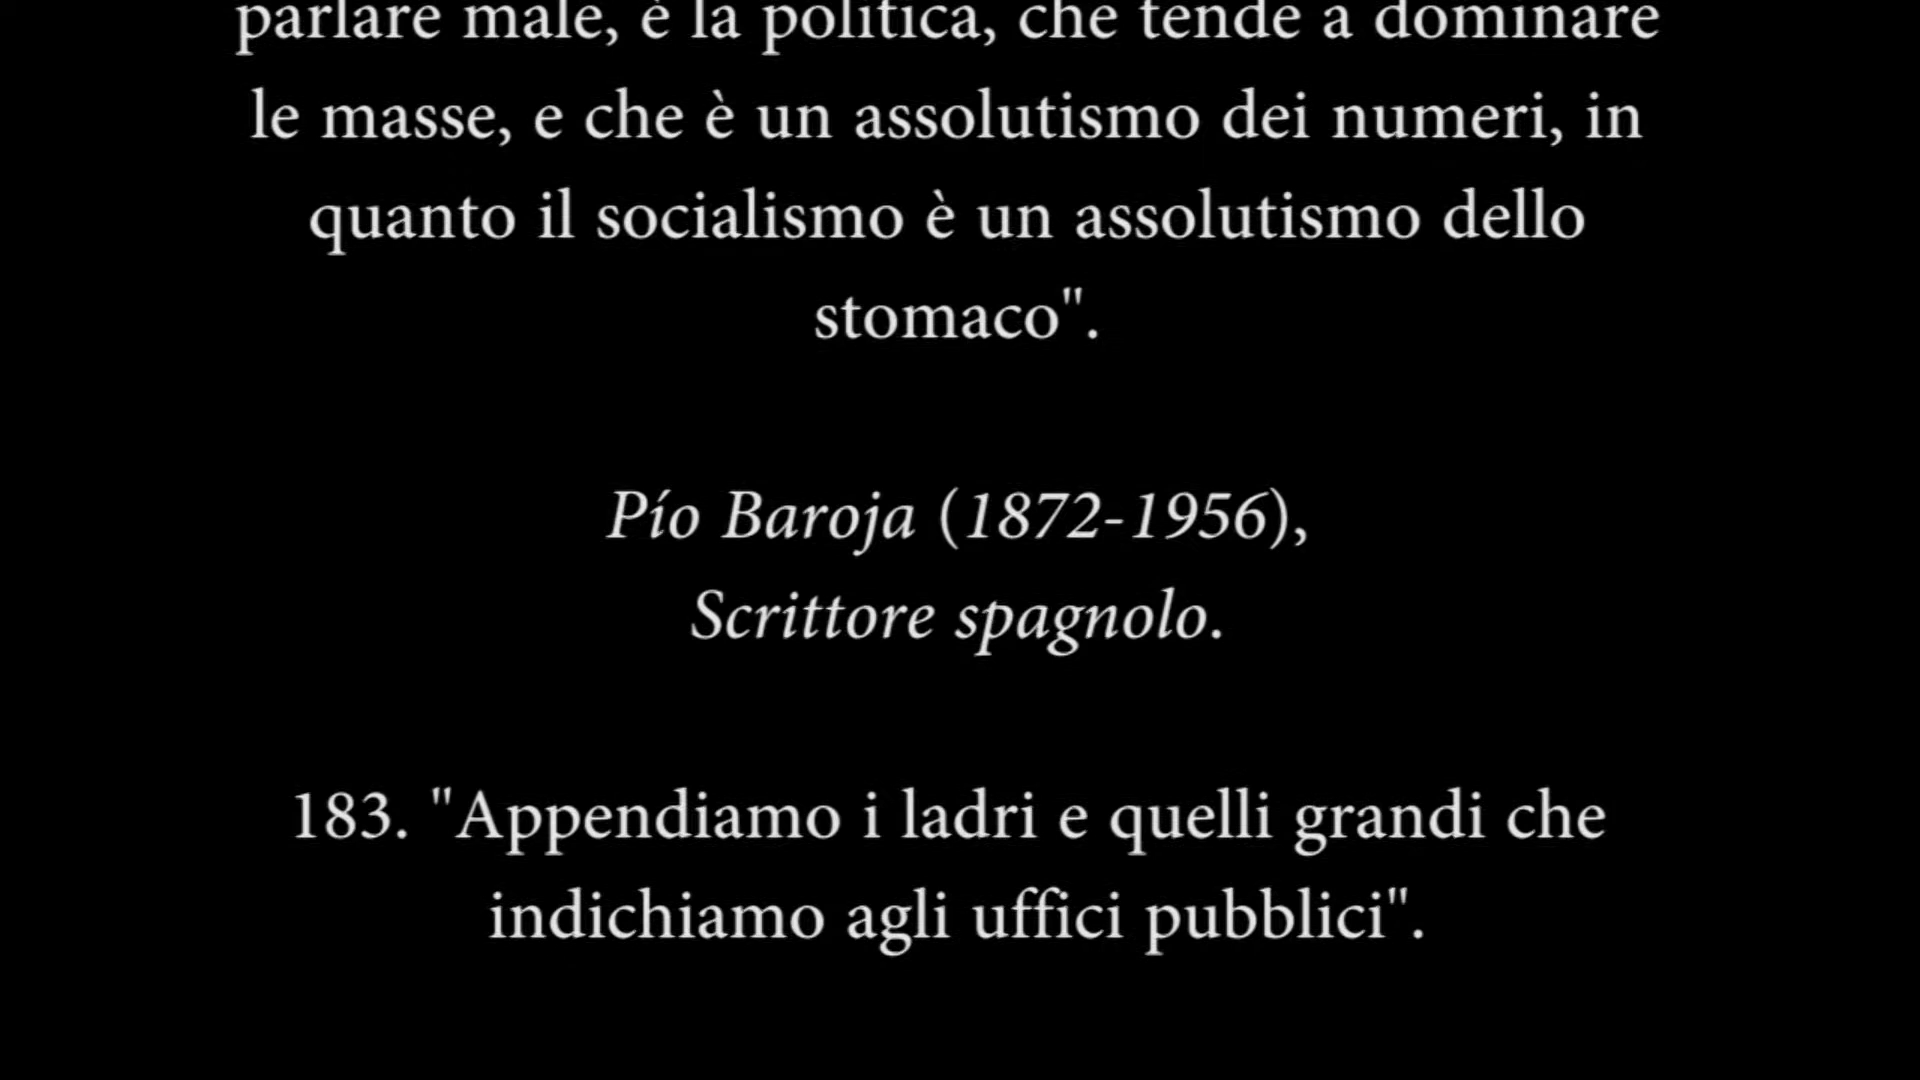 parlare male, è la politica, che tende a dominare
le masse, e che è un assolutismo dei numeri, in
quanto il socialismo è un assolutismo dello
stomaco".
Pío Baroja (1872-1956),
Scrittore spagnolo.
183. "Appendiamo i ladri e quelli grandi che
indichiamo agli uffici pubblici".